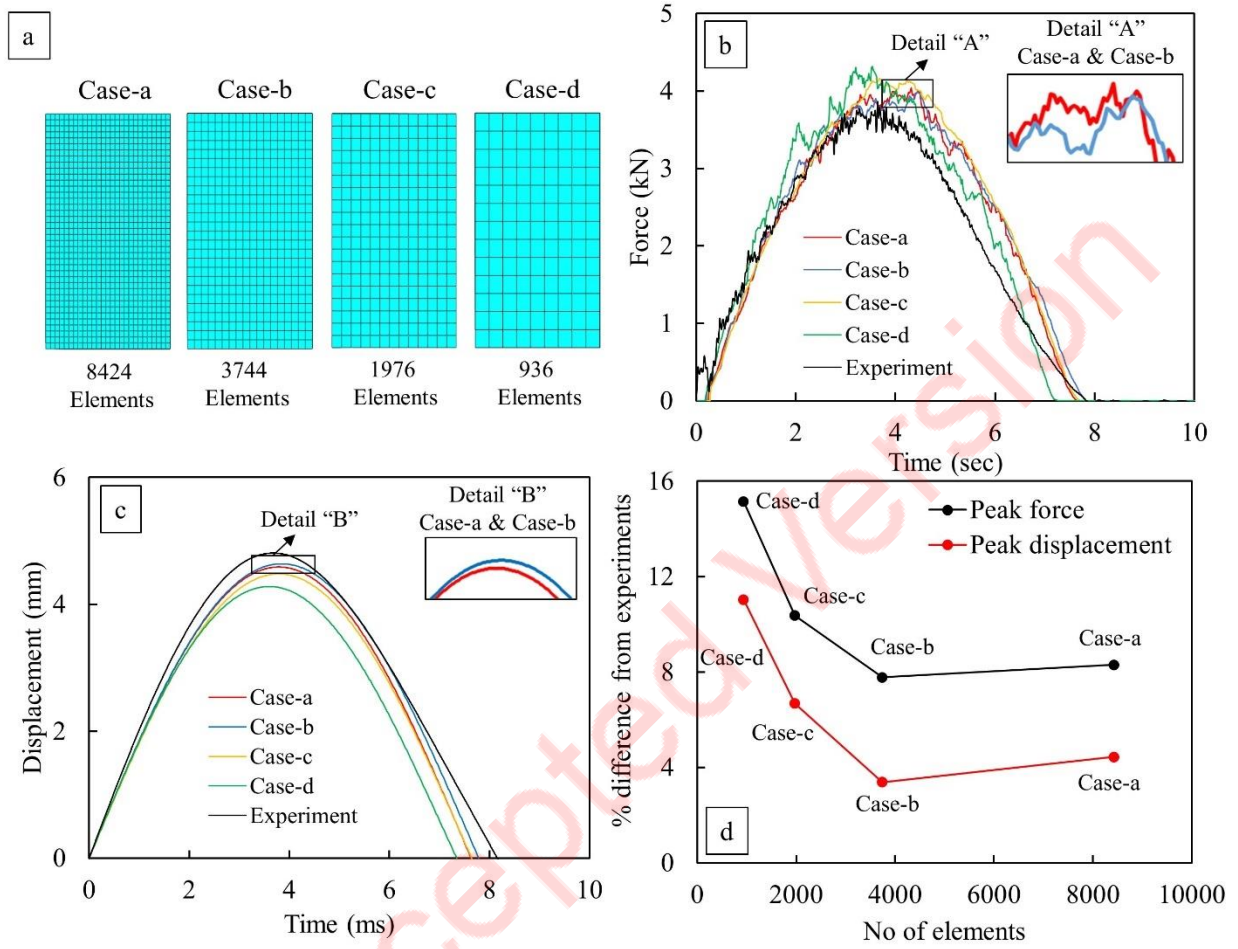 a
Case-a
Case-b
Case-c
Case-d
8424
Elements
3744
Elements
1976
Elements
936
Elements
b
Detail "A"
Detail "A"
Case-a & Case-b
Force (kN)
5
4
3
2
1
0
Case-a
Case-b
Case-c
Case-d
Experiment
0
2
4
6
8
10
Time (sec)
c
Detail "B"
Detail "B"
Case-a & Case-b
Displacement (mm)
6
4
2
0
Case-a
Case-b
Case-c
Case-d
Experiment
0
2
4
6
8
10
Time (ms)
% difference from experiments
16
12
8
4
0
Peak force
Peak displacement
Case-d
Case-c
Case-b
Case-a
Case-d
Case-c
Case-b
Case-a
d
0
2000
4000
6000
8000
10000
No of elements
cepted Version